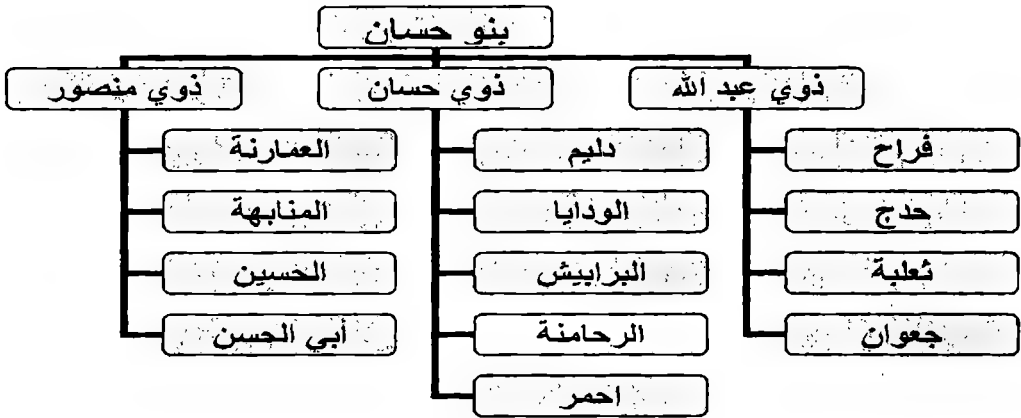 بنو حسان
ذوي عبد الله
ذوي حسان
ذوي منصور
فراح
دليم
العمارنة
حدج
الودايا
المنابهة
ثعلبة
البرابيش
الحسين
جعوان
الرحامنة
أبي الحسن
احمر